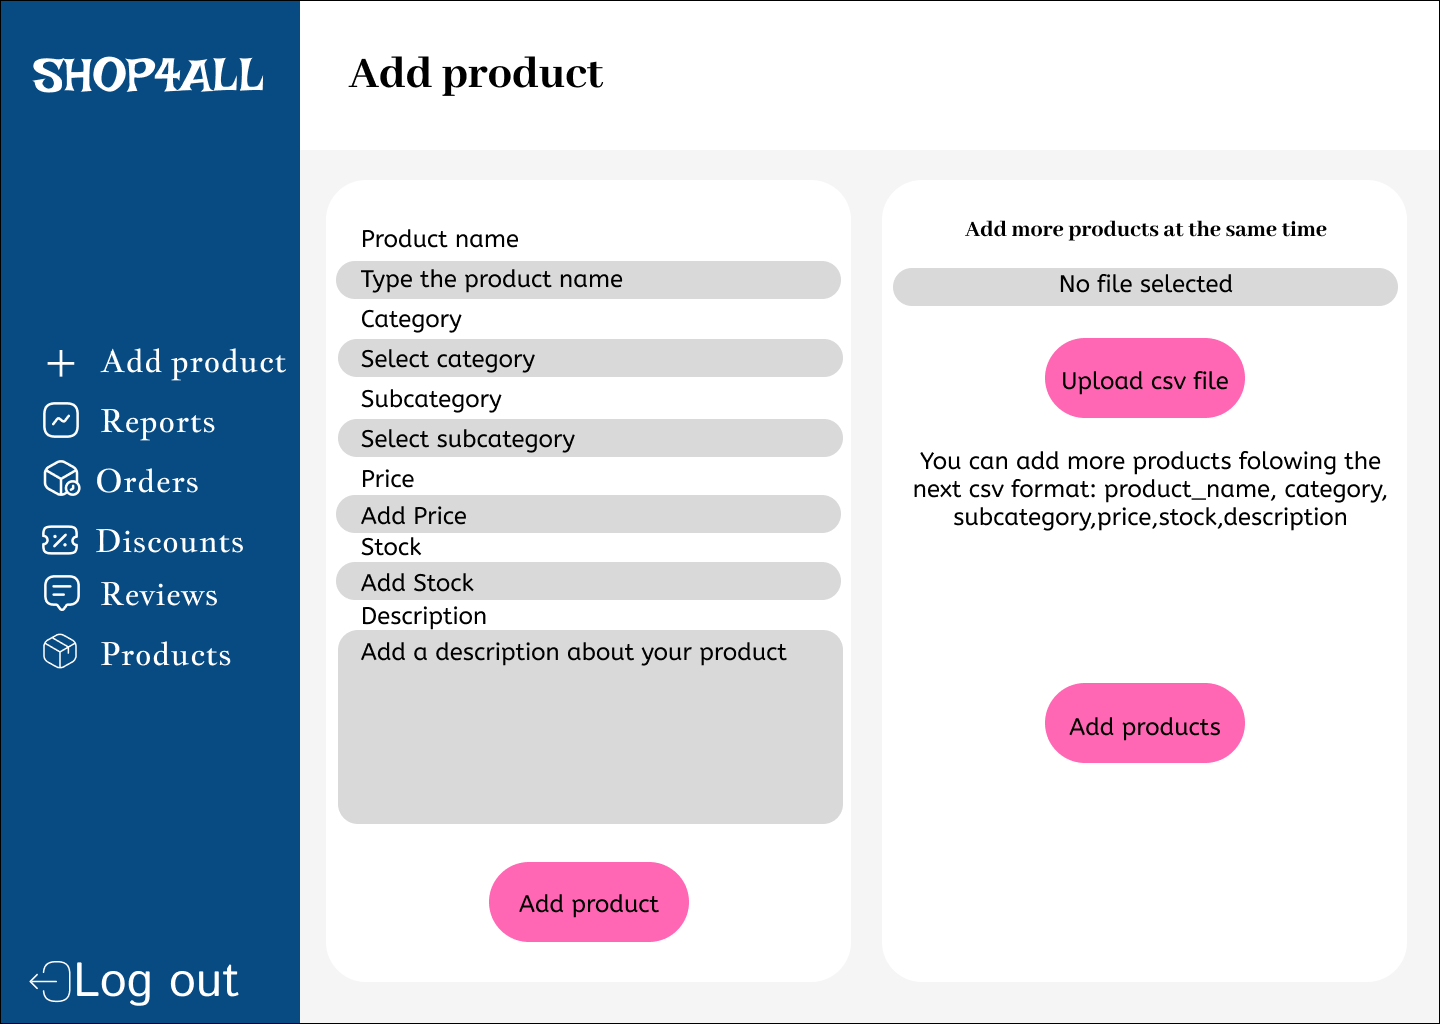 SHOP4ALL
Add product
Reports
Orders
Discounts
Reviews
Products
Log out
Add product
Product name
Type the product name
Category
Select category
Subcategory
Select subcategory
Price
Add Price
Stock
Add Stock
Description
Add a description about your product
Add product
Add more products at the same time
No file selected
Upload csv file
You can add more products folowing the
next csv format: product_name, category,
subcategory,price,stock,description
Add products